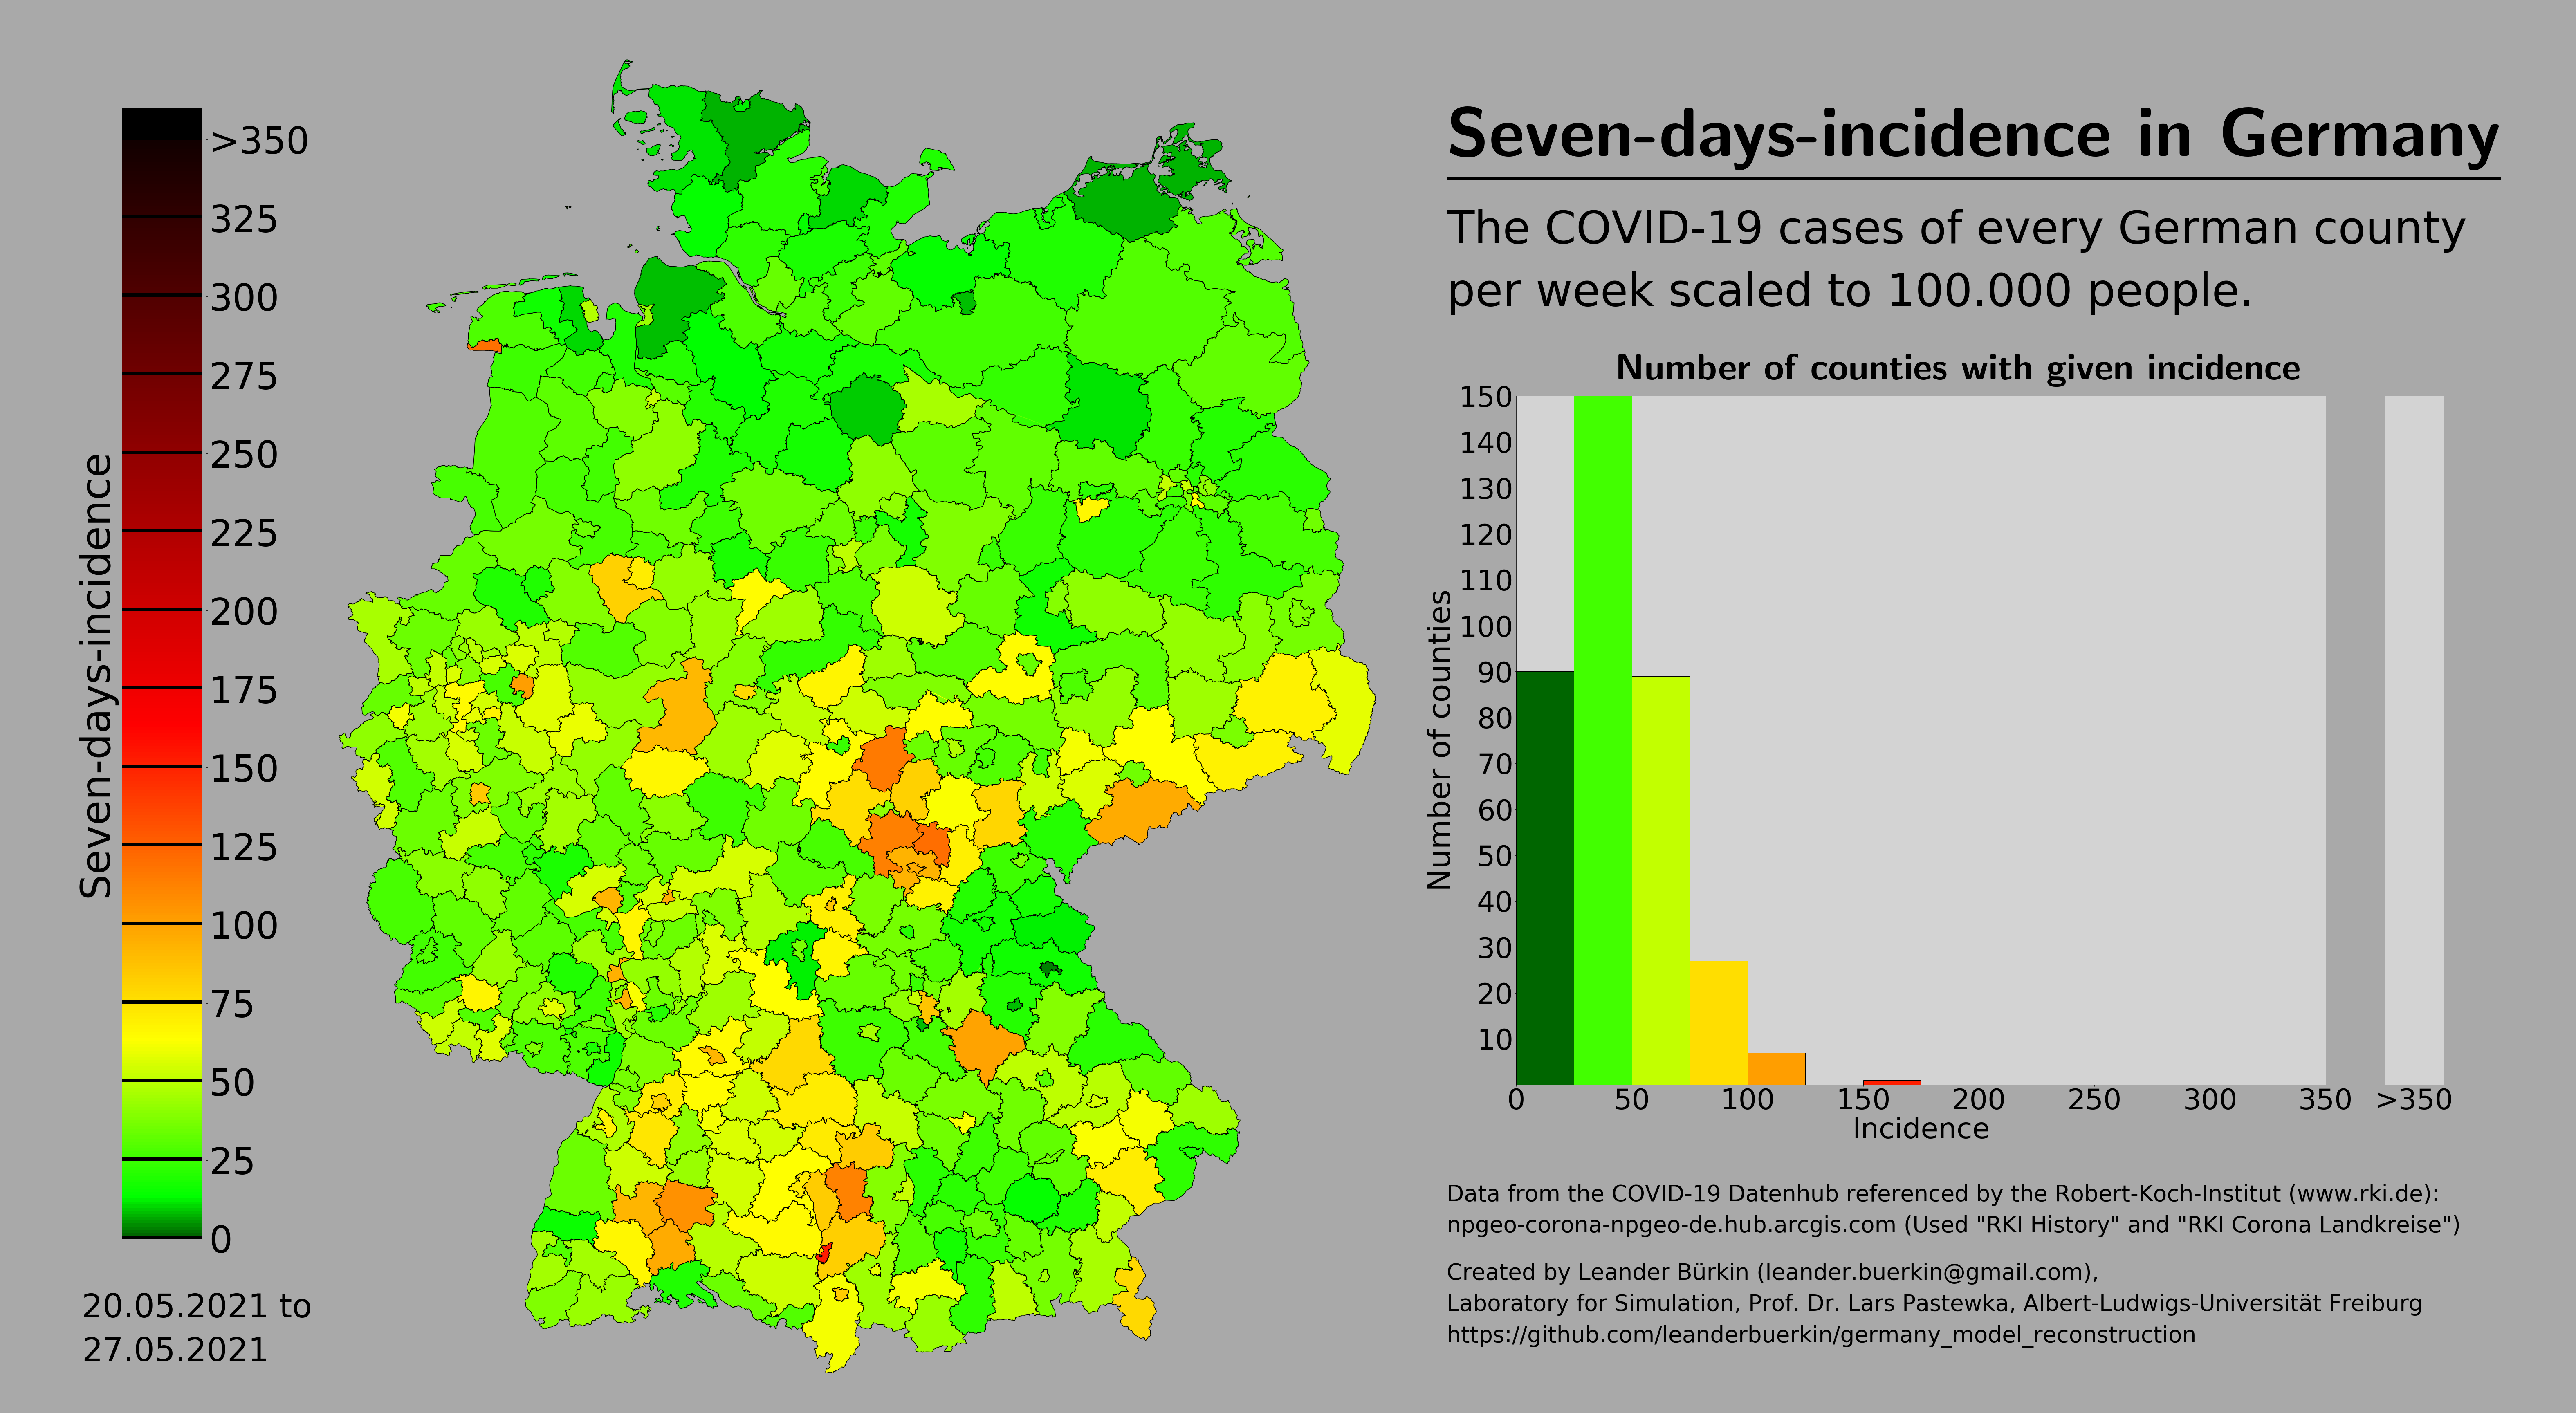 Seven-days-incidence in Germany
The COVID-19 cases of every German county
per week scaled to 100.000 people.
Seven-days-incidence
>350
325
300
275
250
225
200
175
150
125
100
75
50
25
0
20.05.2021 to
27.05.2021
Number of counties with given incidence
Number of counties
150
140
130
120
110
100
90
80
70
60
50
40
30
20
10
0 50 100 150 200 250 300 350 >350
Incidence
Data from the COVID-19 Datenhub referenced by the Robert-Koch-Institut (www.rki.de):
npgeo-corona-npgeo-de.hub.arcgis.com (Used "RKI History" and "RKI Corona Landkreise")
Created by Leander Bürkin (leander.buerkin@gmail.com),
Laboratory for Simulation, Prof. Dr. Lars Pastewka, Albert-Ludwigs-Universität Freiburg
https://github.com/leanderbuerkin/germany_model_reconstruction